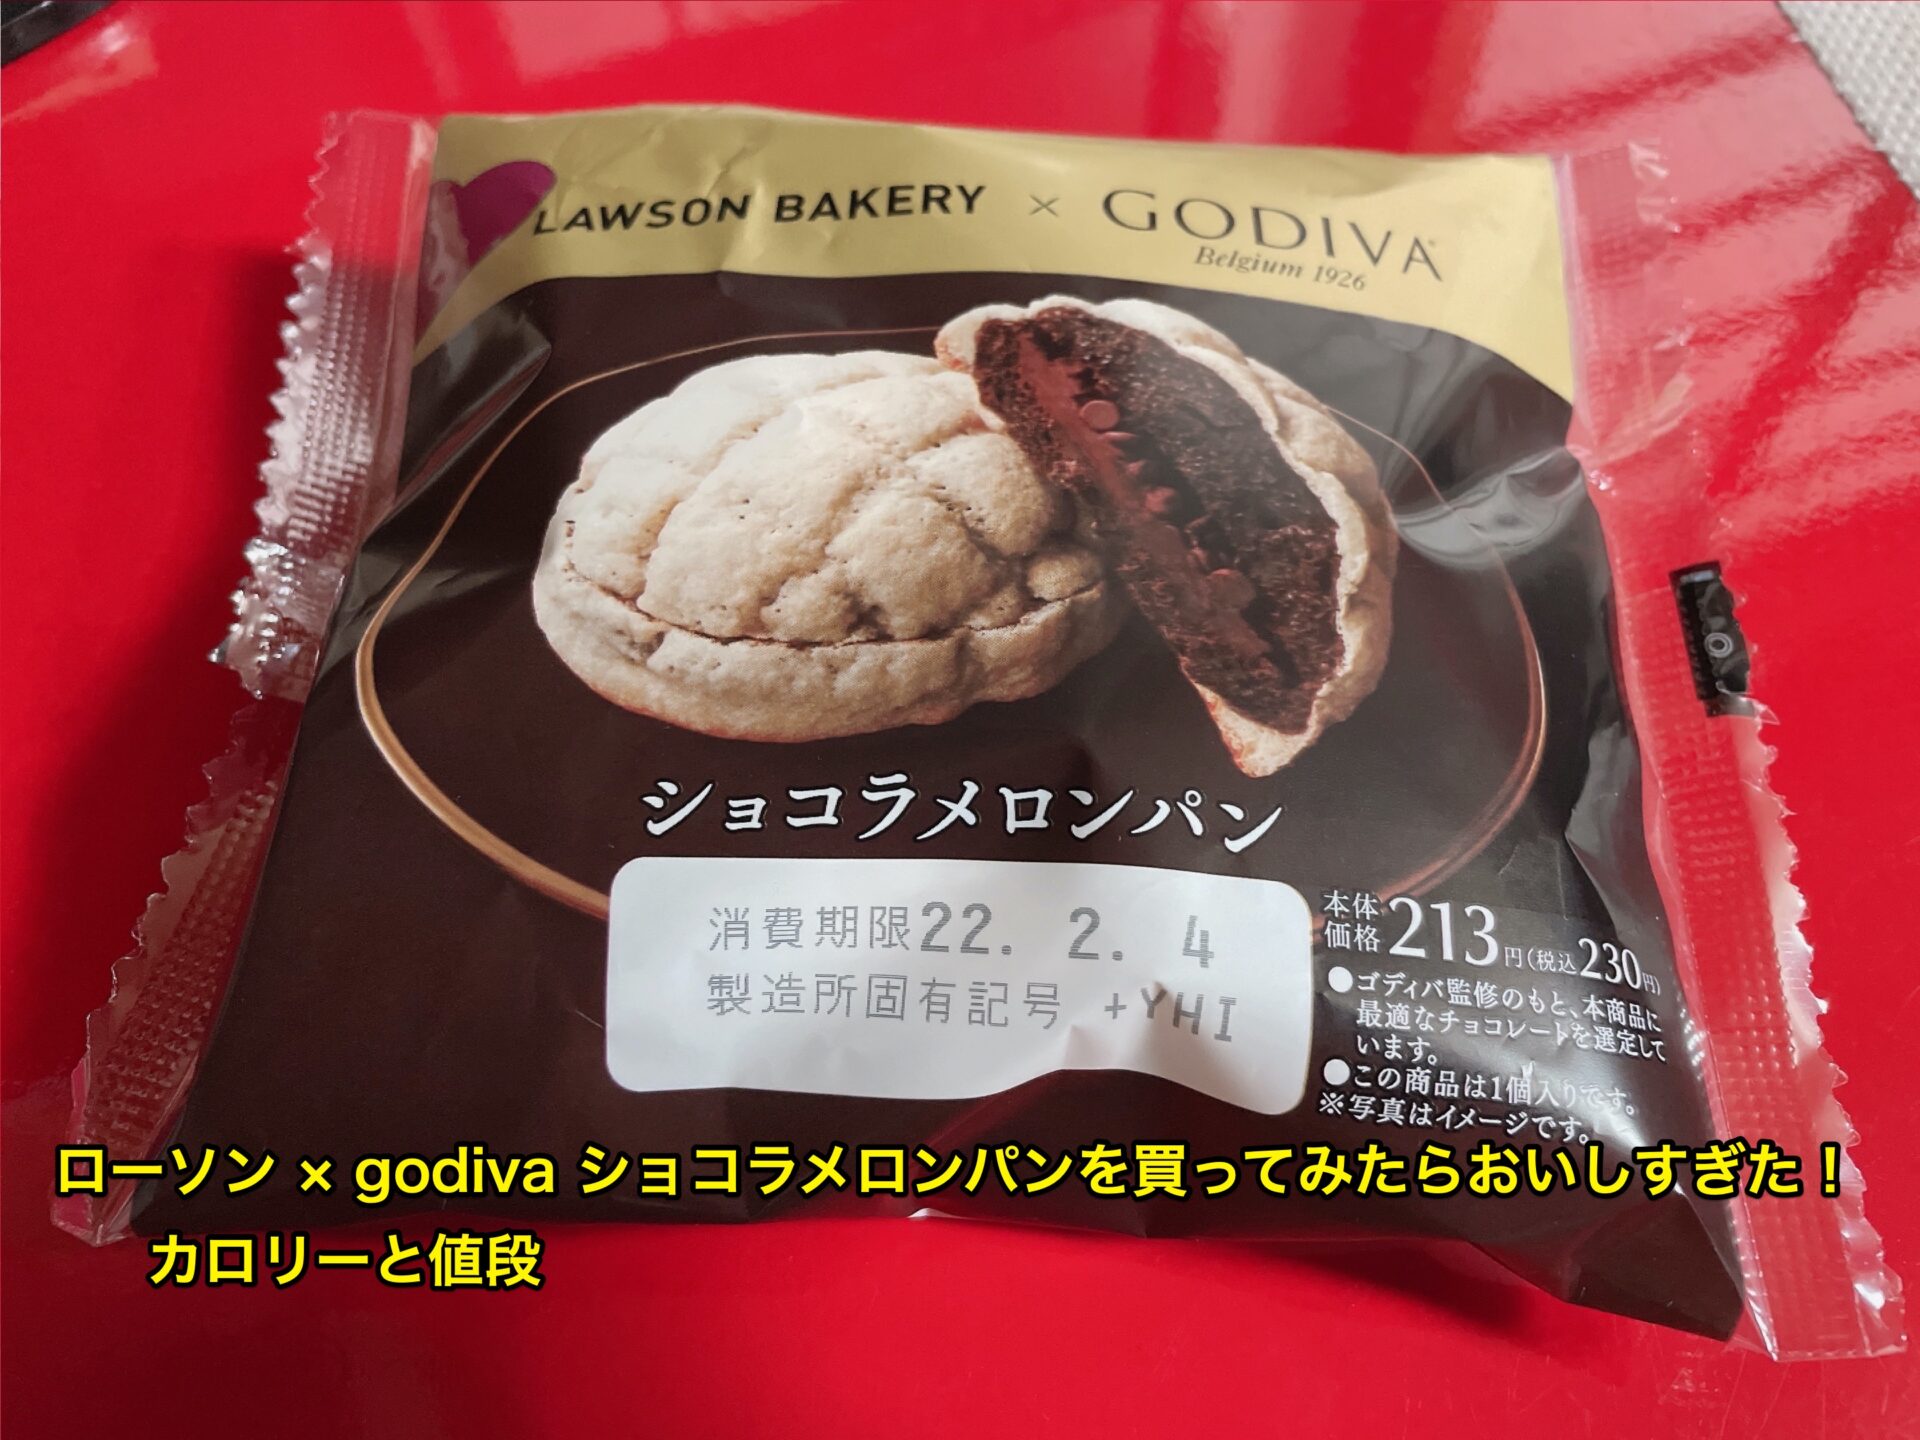 LAWSON BAKERY × GODIVA
Belgium 1926
ショコラメロンパン
消費期限22. 2. 4
製造所固有記号 +YHI
本体価格213円(税込230円)
●ゴディバ監修のもと、本商品に
最適なチョコレートを選定して
います。
●この商品は1個入りです。
※写真はイメージです。
ローソン × godiva ショコラメロンパンを買ってみたらおいしすぎた!
カロリーと値段